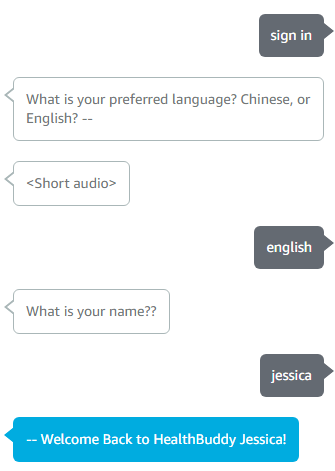 sign in
What is your preferred language? Chinese, or
English? --
<Short audio>
english
What is your name??
jessica
-- Welcome Back to HealthBuddy Jessica!